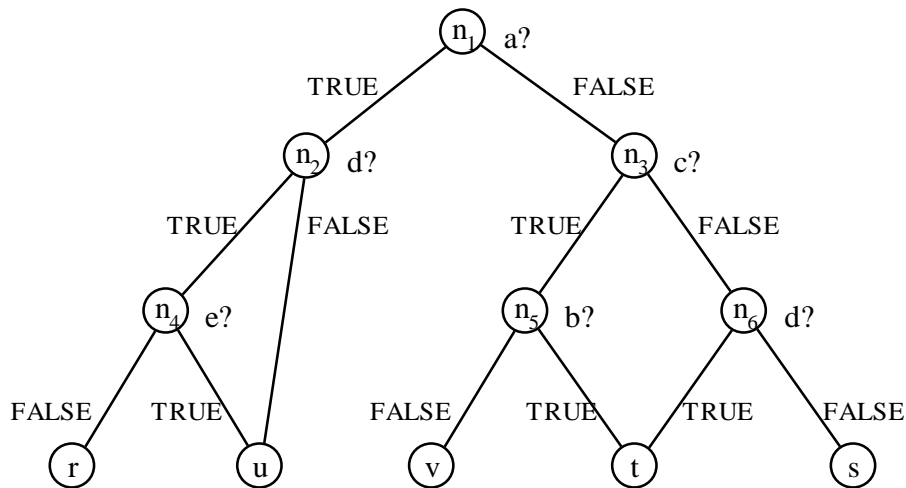 n₁ a?
TRUE FALSE
n₂ d? n₃ c?
TRUE FALSE TRUE FALSE
n₄ e? n₅ b? n₆ d?
FALSE TRUE FALSE TRUE TRUE FALSE
r u v t s